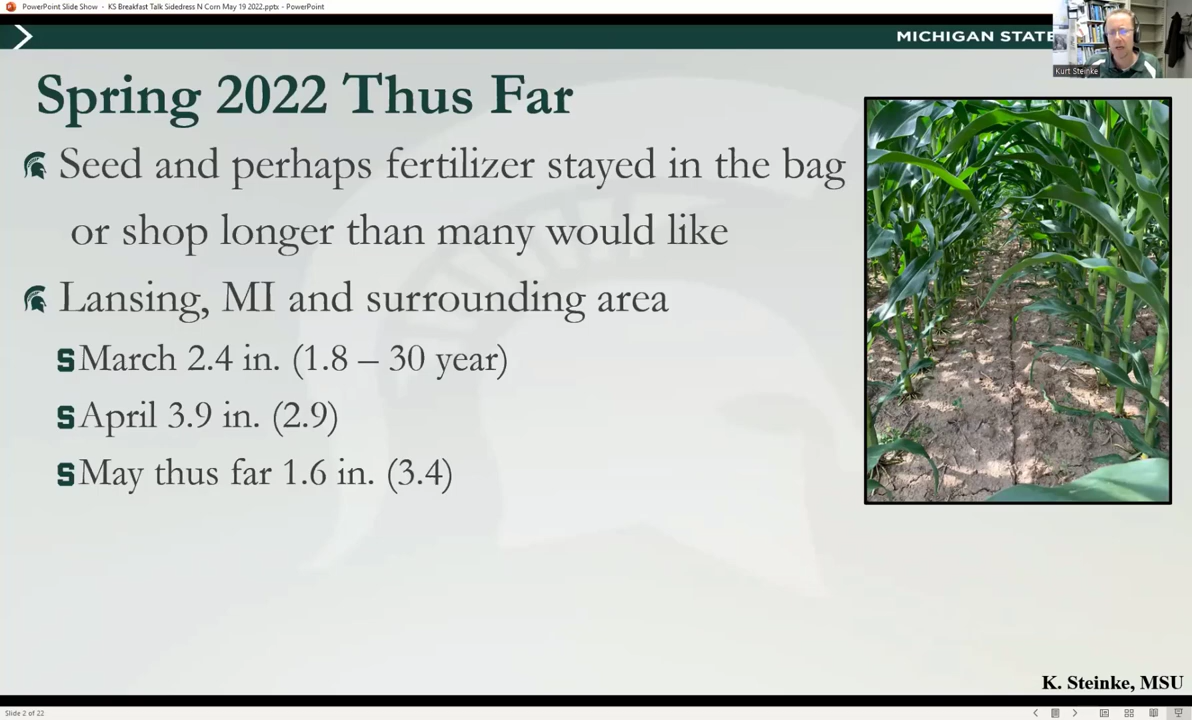 PowerPoint Slide Show - KS Breakfast Talk Sidedress N Corn May 19 2022.pptx - PowerPoint
MICHIGAN STATE
Kurt Steinke
Spring 2022 Thus Far
Seed and perhaps fertilizer stayed in the bag
or shop longer than many would like
Lansing, MI and surrounding area
March 2.4 in. (1.8 – 30 year)
April 3.9 in. (2.9)
May thus far 1.6 in. (3.4)
K. Steinke, MSU
Slide 2 of 22